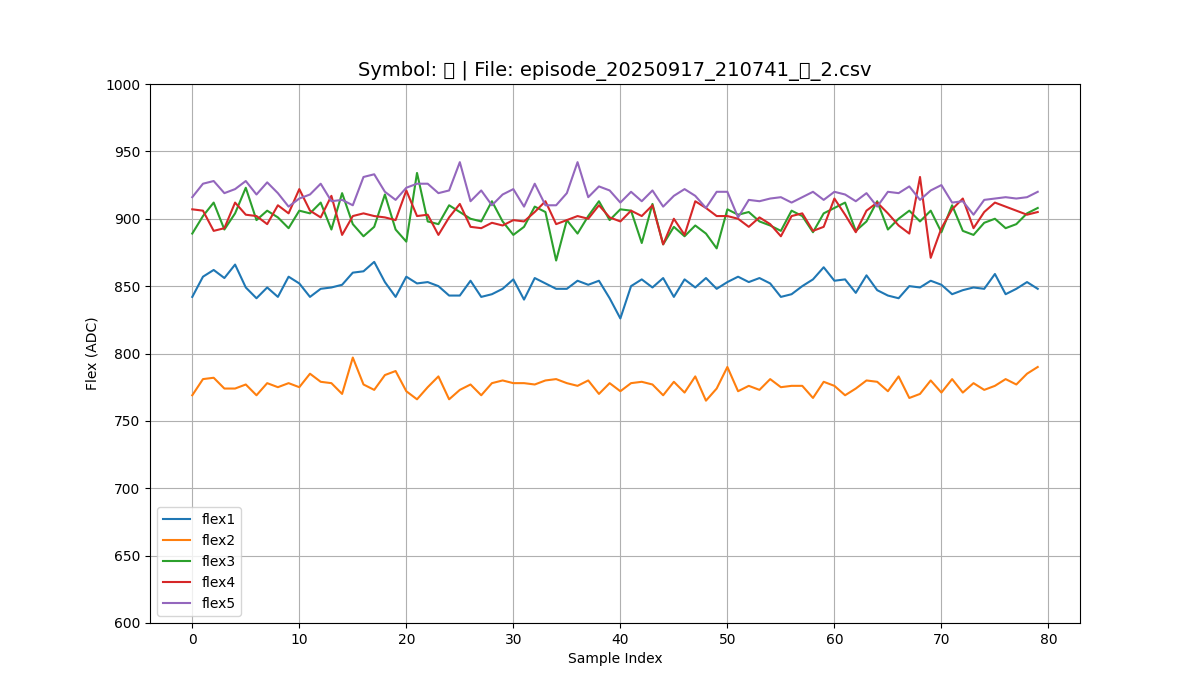 Symbol: ▯ | File: episode_20250917_210741_▯_2.csv
1000
950
900
850
800
750
700
650
600
Flex (ADC)
flex1
flex2
flex3
flex4
flex5
0 10 20 30 40 50 60 70 80
Sample Index